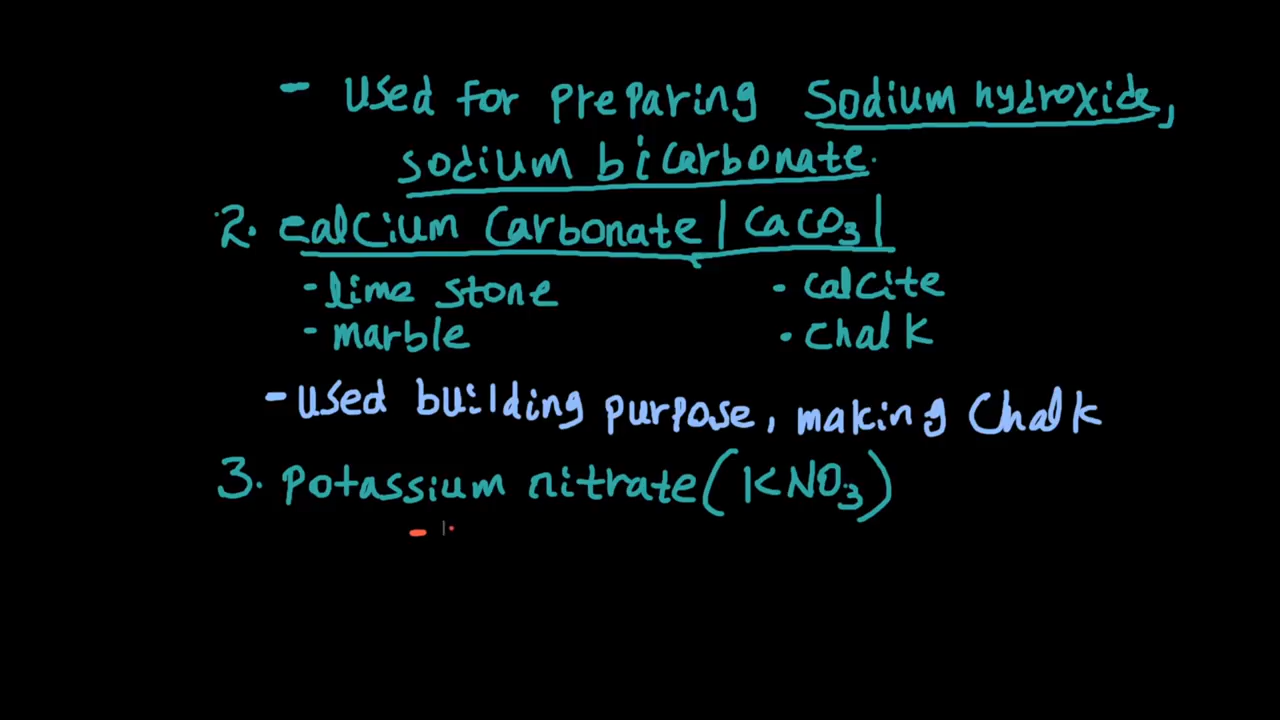 - Used for preparing Sodium hydroxide,
sodium bicarbonate.
2. calcium Carbonate | CaCO₃ |
- lime stone · calcite
- marble · chalk
- used building purpose, making Chalk
3. potassium nitrate (KNO₃)
-